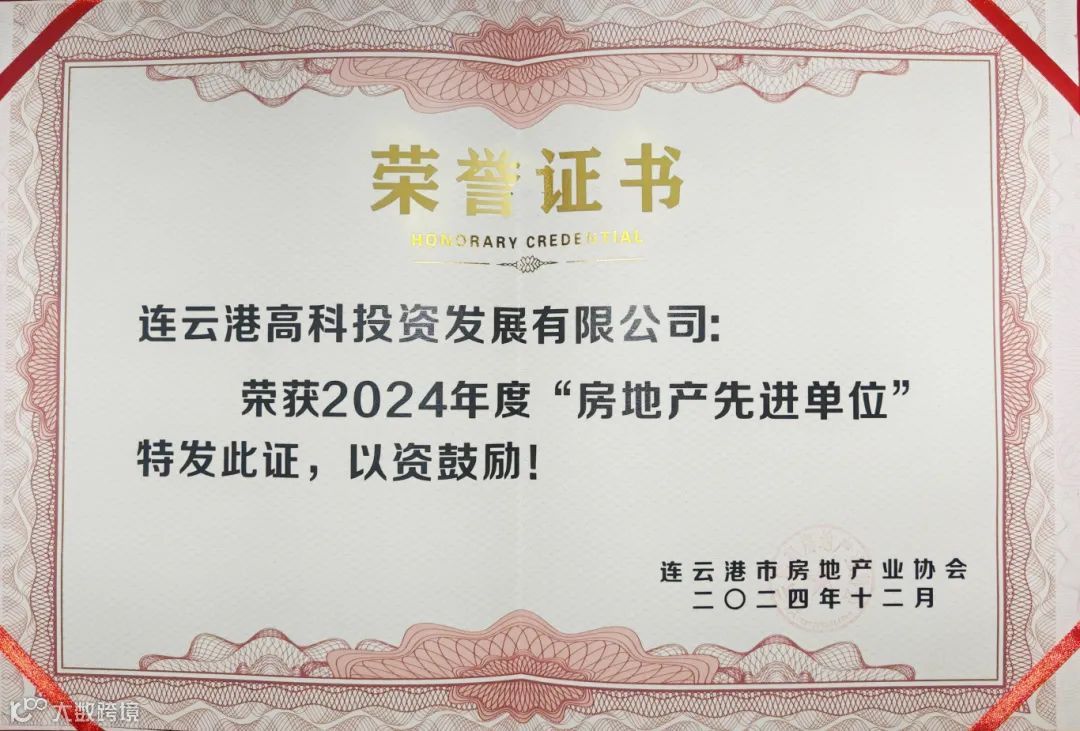 荣誉证书
HONORARY CREDENTIAL
连云港高科投资发展有限公司:
荣获2024年度“房地产先进单位”
特发此证，以资鼓励!
连云港市房地产业协会
二〇二四年十二月
大数跨境